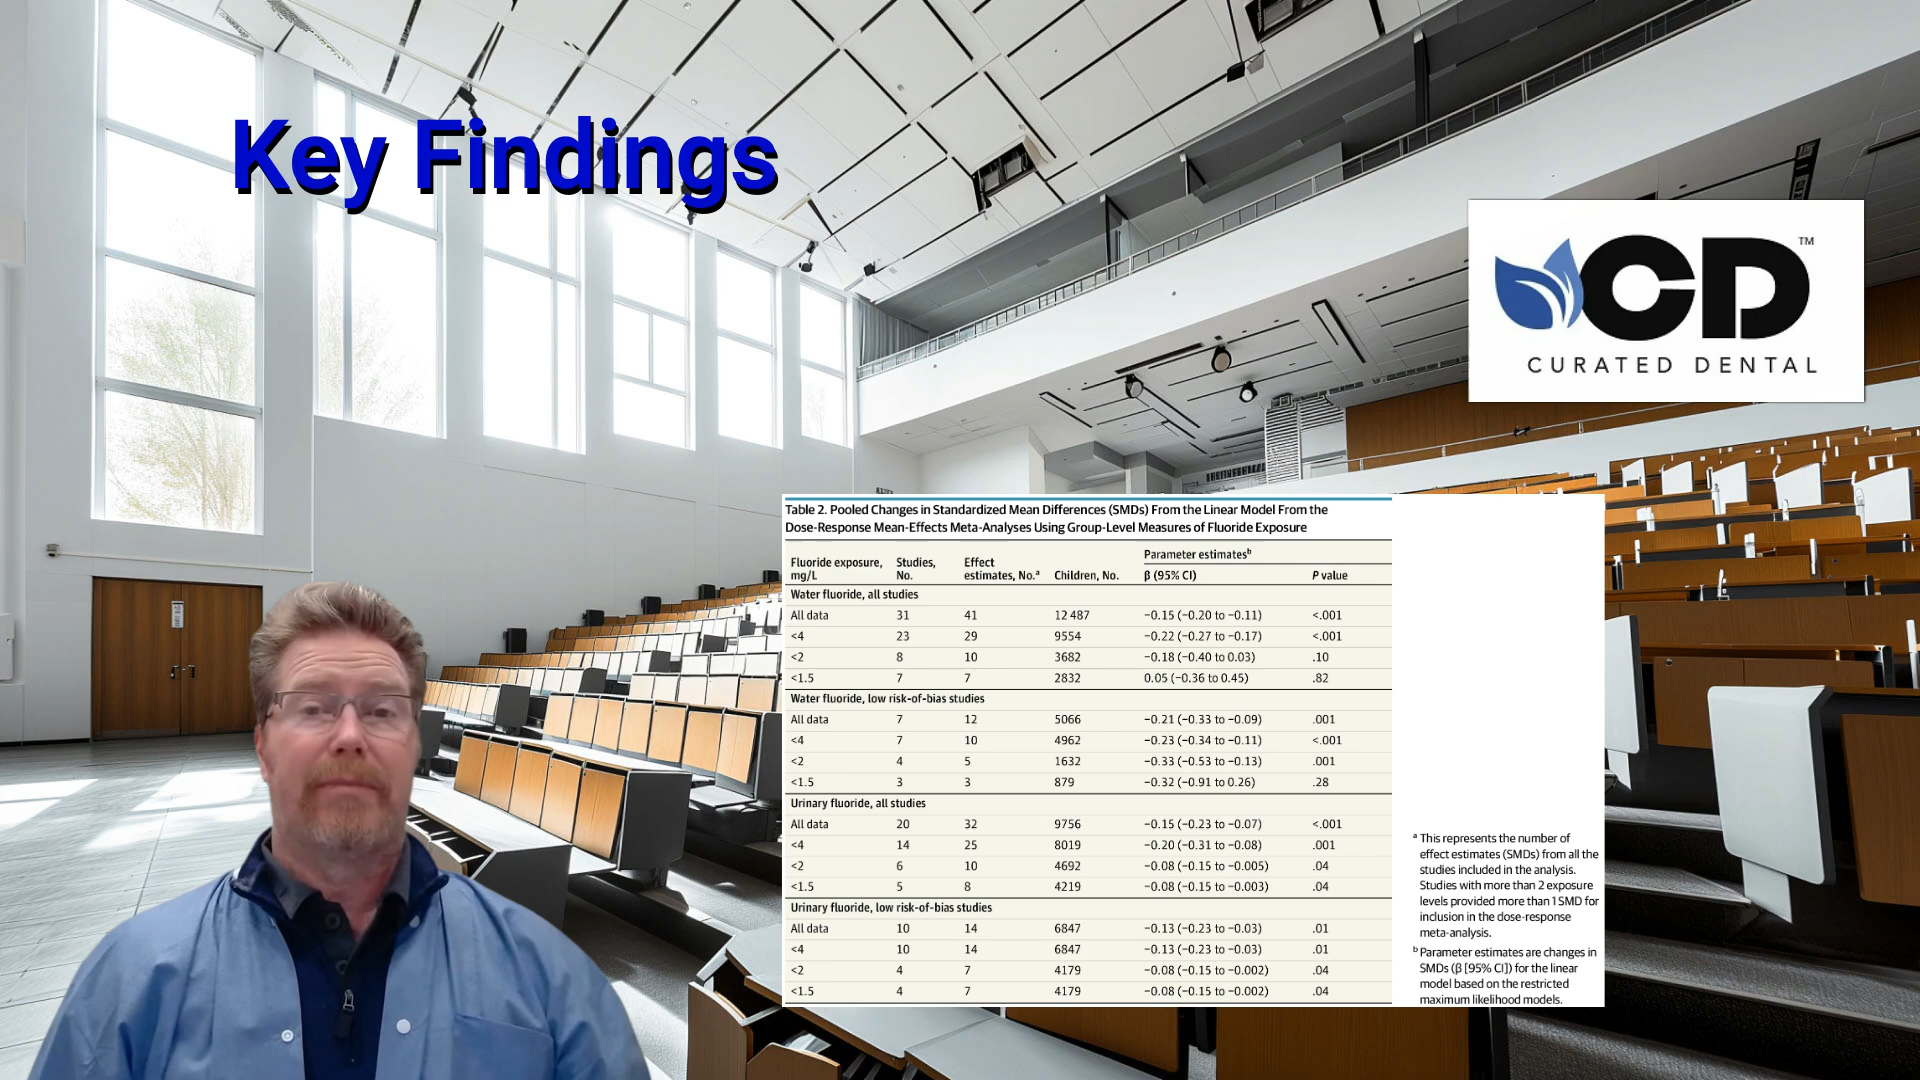 Key Findings
CD™
CURATED DENTAL
Table 2. Pooled Changes in Standardized Mean Differences (SMDs) From the Linear Model From the
Dose-Response Mean-Effects Meta-Analyses Using Group-Level Measures of Fluoride Exposure
Fluoride exposure, mg/L Studies, No. Effect estimates, No.ᵃ Children, No. Parameter estimatesᵇ β (95% CI) P value
Water fluoride, all studies
All data 31 41 12 487 −0.15 (−0.20 to −0.11) <.001
<4 23 29 9554 −0.22 (−0.27 to −0.17) <.001
<2 8 10 3682 −0.18 (−0.40 to 0.03) .10
<1.5 7 7 2832 0.05 (−0.36 to 0.45) .82
Water fluoride, low risk-of-bias studies
All data 7 12 5066 −0.21 (−0.33 to −0.09) .001
<4 7 10 4962 −0.23 (−0.34 to −0.11) <.001
<2 4 5 1632 −0.33 (−0.53 to −0.13) .001
<1.5 3 3 879 −0.32 (−0.91 to 0.26) .28
Urinary fluoride, all studies
All data 20 32 9756 −0.15 (−0.23 to −0.07) <.001
<4 14 25 8019 −0.20 (−0.31 to −0.08) .001
<2 6 10 4692 −0.08 (−0.15 to −0.005) .04
<1.5 5 8 4219 −0.08 (−0.15 to −0.003) .04
Urinary fluoride, low risk-of-bias studies
All data 10 14 6847 −0.13 (−0.23 to −0.03) .01
<4 10 14 6847 −0.13 (−0.23 to −0.03) .01
<2 4 7 4179 −0.08 (−0.15 to −0.002) .04
<1.5 4 7 4179 −0.08 (−0.15 to −0.002) .04
ᵃ This represents the number of
effect estimates (SMDs) from all the
studies included in the analysis.
Studies with more than 2 exposure
levels provided more than 1 SMD for
inclusion in the dose-response
meta-analysis.
ᵇ Parameter estimates are changes in
SMDs (β [95% CI]) for the linear
model based on the restricted
maximum likelihood models.